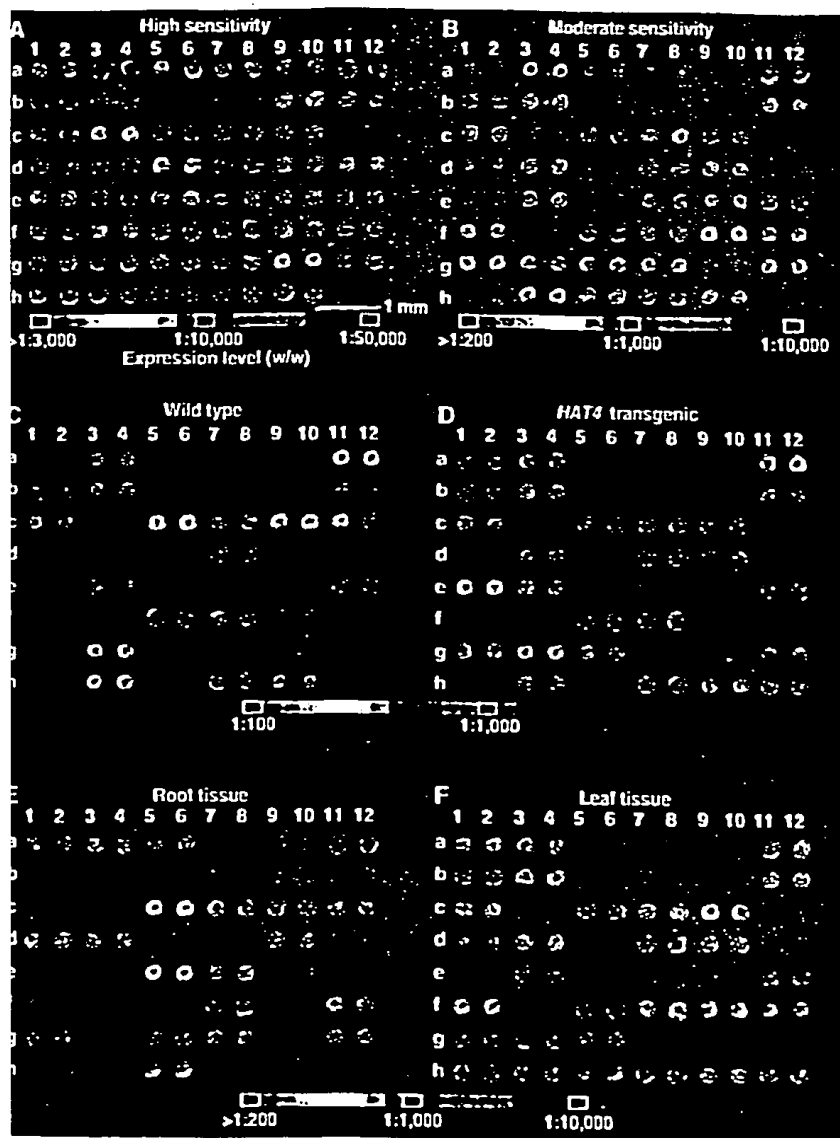 A High sensitivity
1 2 3 4 5 6 7 8 9 10 11 12
a
b
c
d
e
f
g
h
1 mm
>1:3,000 1:10,000 1:50,000
Expression level (w/w)
B Moderate sensitivity
1 2 3 4 5 6 7 8 9 10 11 12
a
b
c
d
e
f
g
h
>1:200 1:1,000 1:10,000
C Wild type
1 2 3 4 5 6 7 8 9 10 11 12
a
b
c
d
e
g
h
D HAT4 transgenic
1 2 3 4 5 6 7 8 9 10 11 12
a
b
c
d
e
f
g
h
1:100 1:1,000
E Root tissue
1 2 3 4 5 6 7 8 9 10 11 12
a
b
c
d
e
g
h
F Leaf tissue
1 2 3 4 5 6 7 8 9 10 11 12
a
b
c
d
e
f
g
h
>1:200 1:1,000 1:10,000